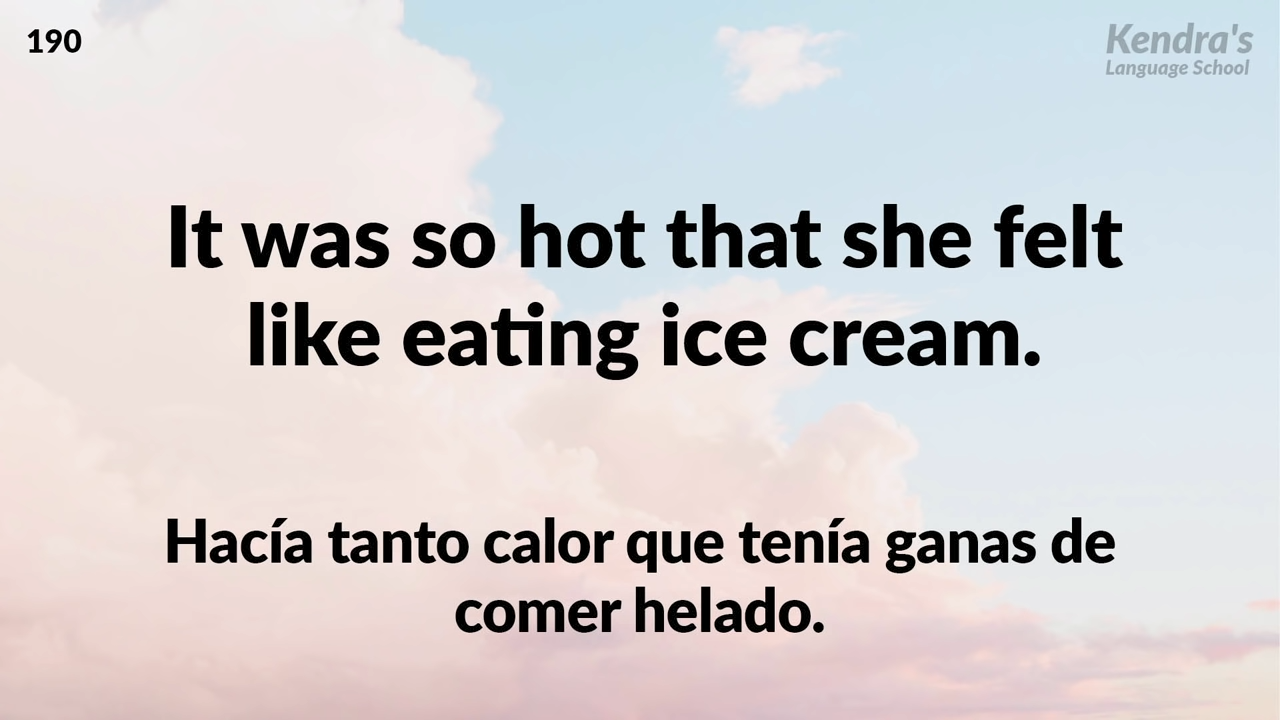 190
Kendra's
Language School
It was so hot that she felt
like eating ice cream.
Hacía tanto calor que tenía ganas de
comer helado.